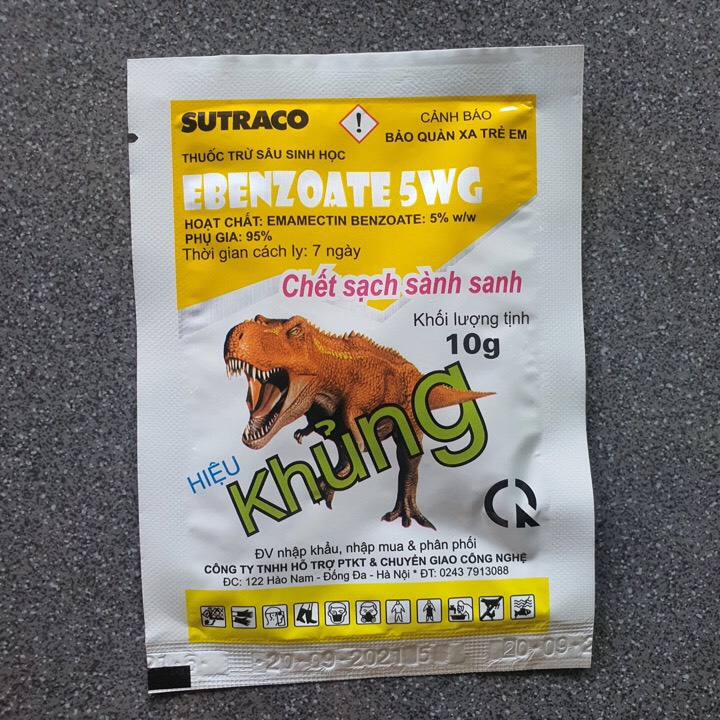 SUTRACO
CẢNH BÁO
BẢO QUẢN XA TRẺ EM
THUỐC TRỪ SÂU SINH HỌC
EBENZOATE 5WG
HOẠT CHẤT: EMAMECTIN BENZOATE: 5% w/w
PHỤ GIA: 95%
Thời gian cách ly: 7 ngày
Chết sạch sành sanh
Khối lượng tịnh
10g
HIỆU
Khủng
ĐV nhập khẩu, nhập mua & phân phối
CÔNG TY TNHH HỖ TRỢ PTKT & CHUYỂN GIAO CÔNG NGHỆ
ĐC: 122 Hào Nam - Đống Đa - Hà Nội * ĐT: 0243 7913088
20-09-2021 5
20-09-2